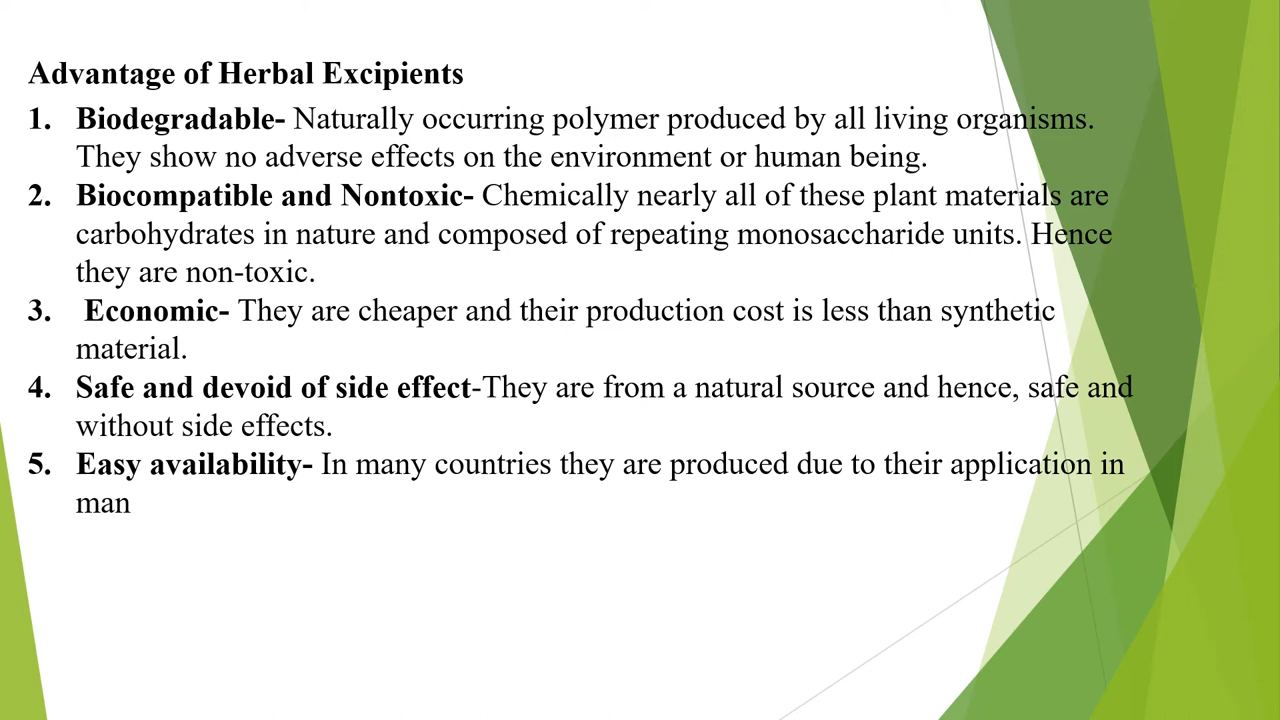 Advantage of Herbal Excipients
1. Biodegradable- Naturally occurring polymer produced by all living organisms.
They show no adverse effects on the environment or human being.
2. Biocompatible and Nontoxic- Chemically nearly all of these plant materials are
carbohydrates in nature and composed of repeating monosaccharide units. Hence
they are non-toxic.
3. Economic- They are cheaper and their production cost is less than synthetic
material.
4. Safe and devoid of side effect-They are from a natural source and hence, safe and
without side effects.
5. Easy availability- In many countries they are produced due to their application in
man